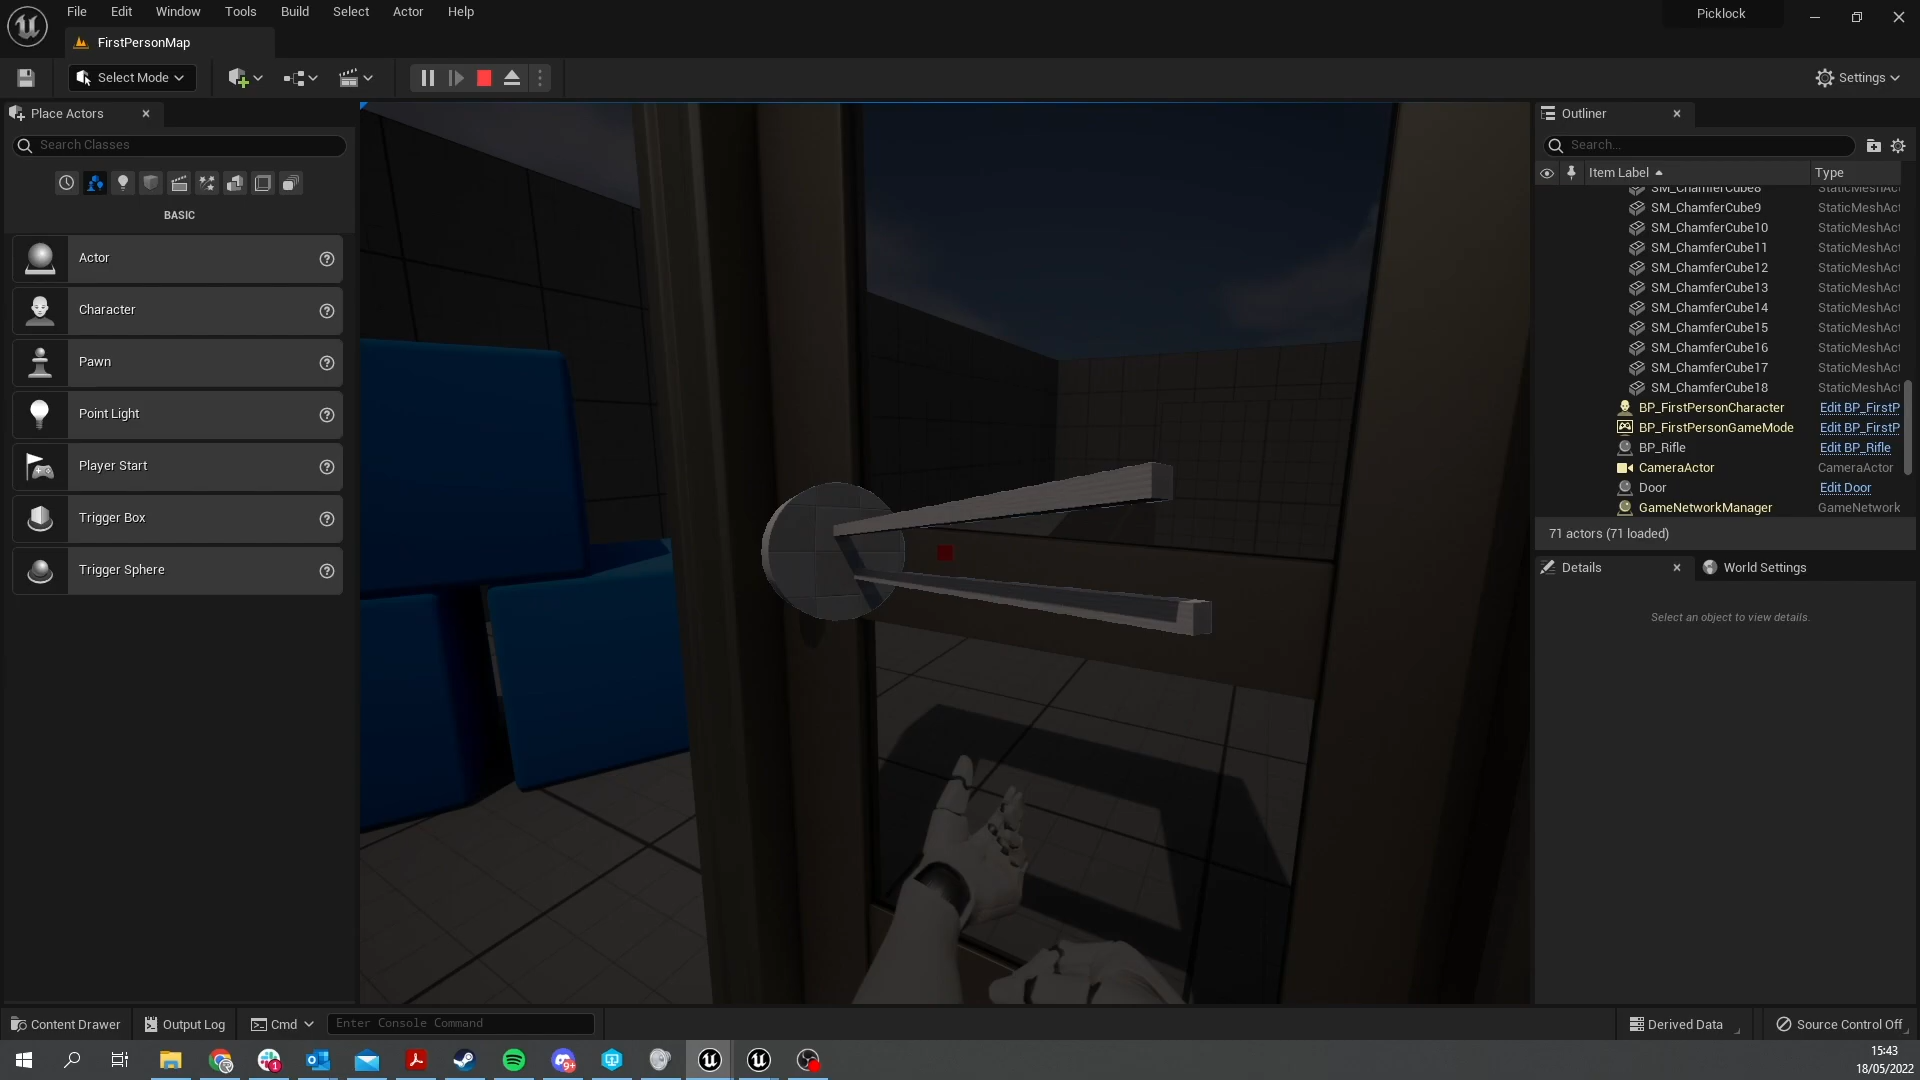 File Edit Window Tools Build Select Actor Help
Picklock
FirstPersonMap
Select Mode
Settings
Place Actors
Search Classes
BASIC
Actor
Character
Pawn
Point Light
Player Start
Trigger Box
Trigger Sphere
Outliner
Search...
Item Label Type
SM_ChamferCube8 StaticMeshAct
SM_ChamferCube9 StaticMeshAct
SM_ChamferCube10 StaticMeshAct
SM_ChamferCube11 StaticMeshAct
SM_ChamferCube12 StaticMeshAct
SM_ChamferCube13 StaticMeshAct
SM_ChamferCube14 StaticMeshAct
SM_ChamferCube15 StaticMeshAct
SM_ChamferCube16 StaticMeshAct
SM_ChamferCube17 StaticMeshAct
SM_ChamferCube18 StaticMeshAct
BP_FirstPersonCharacter Edit BP_FirstP
BP_FirstPersonGameMode Edit BP_FirstP
BP_Rifle Edit BP_Rifle
CameraActor CameraActor
Door Edit Door
GameNetworkManager GameNetwork
71 actors (71 loaded)
Details World Settings
Select an object to view details.
Content Drawer Output Log Cmd Enter Console Command
Derived Data Source Control Off
1
9+
15:43
18/05/2022